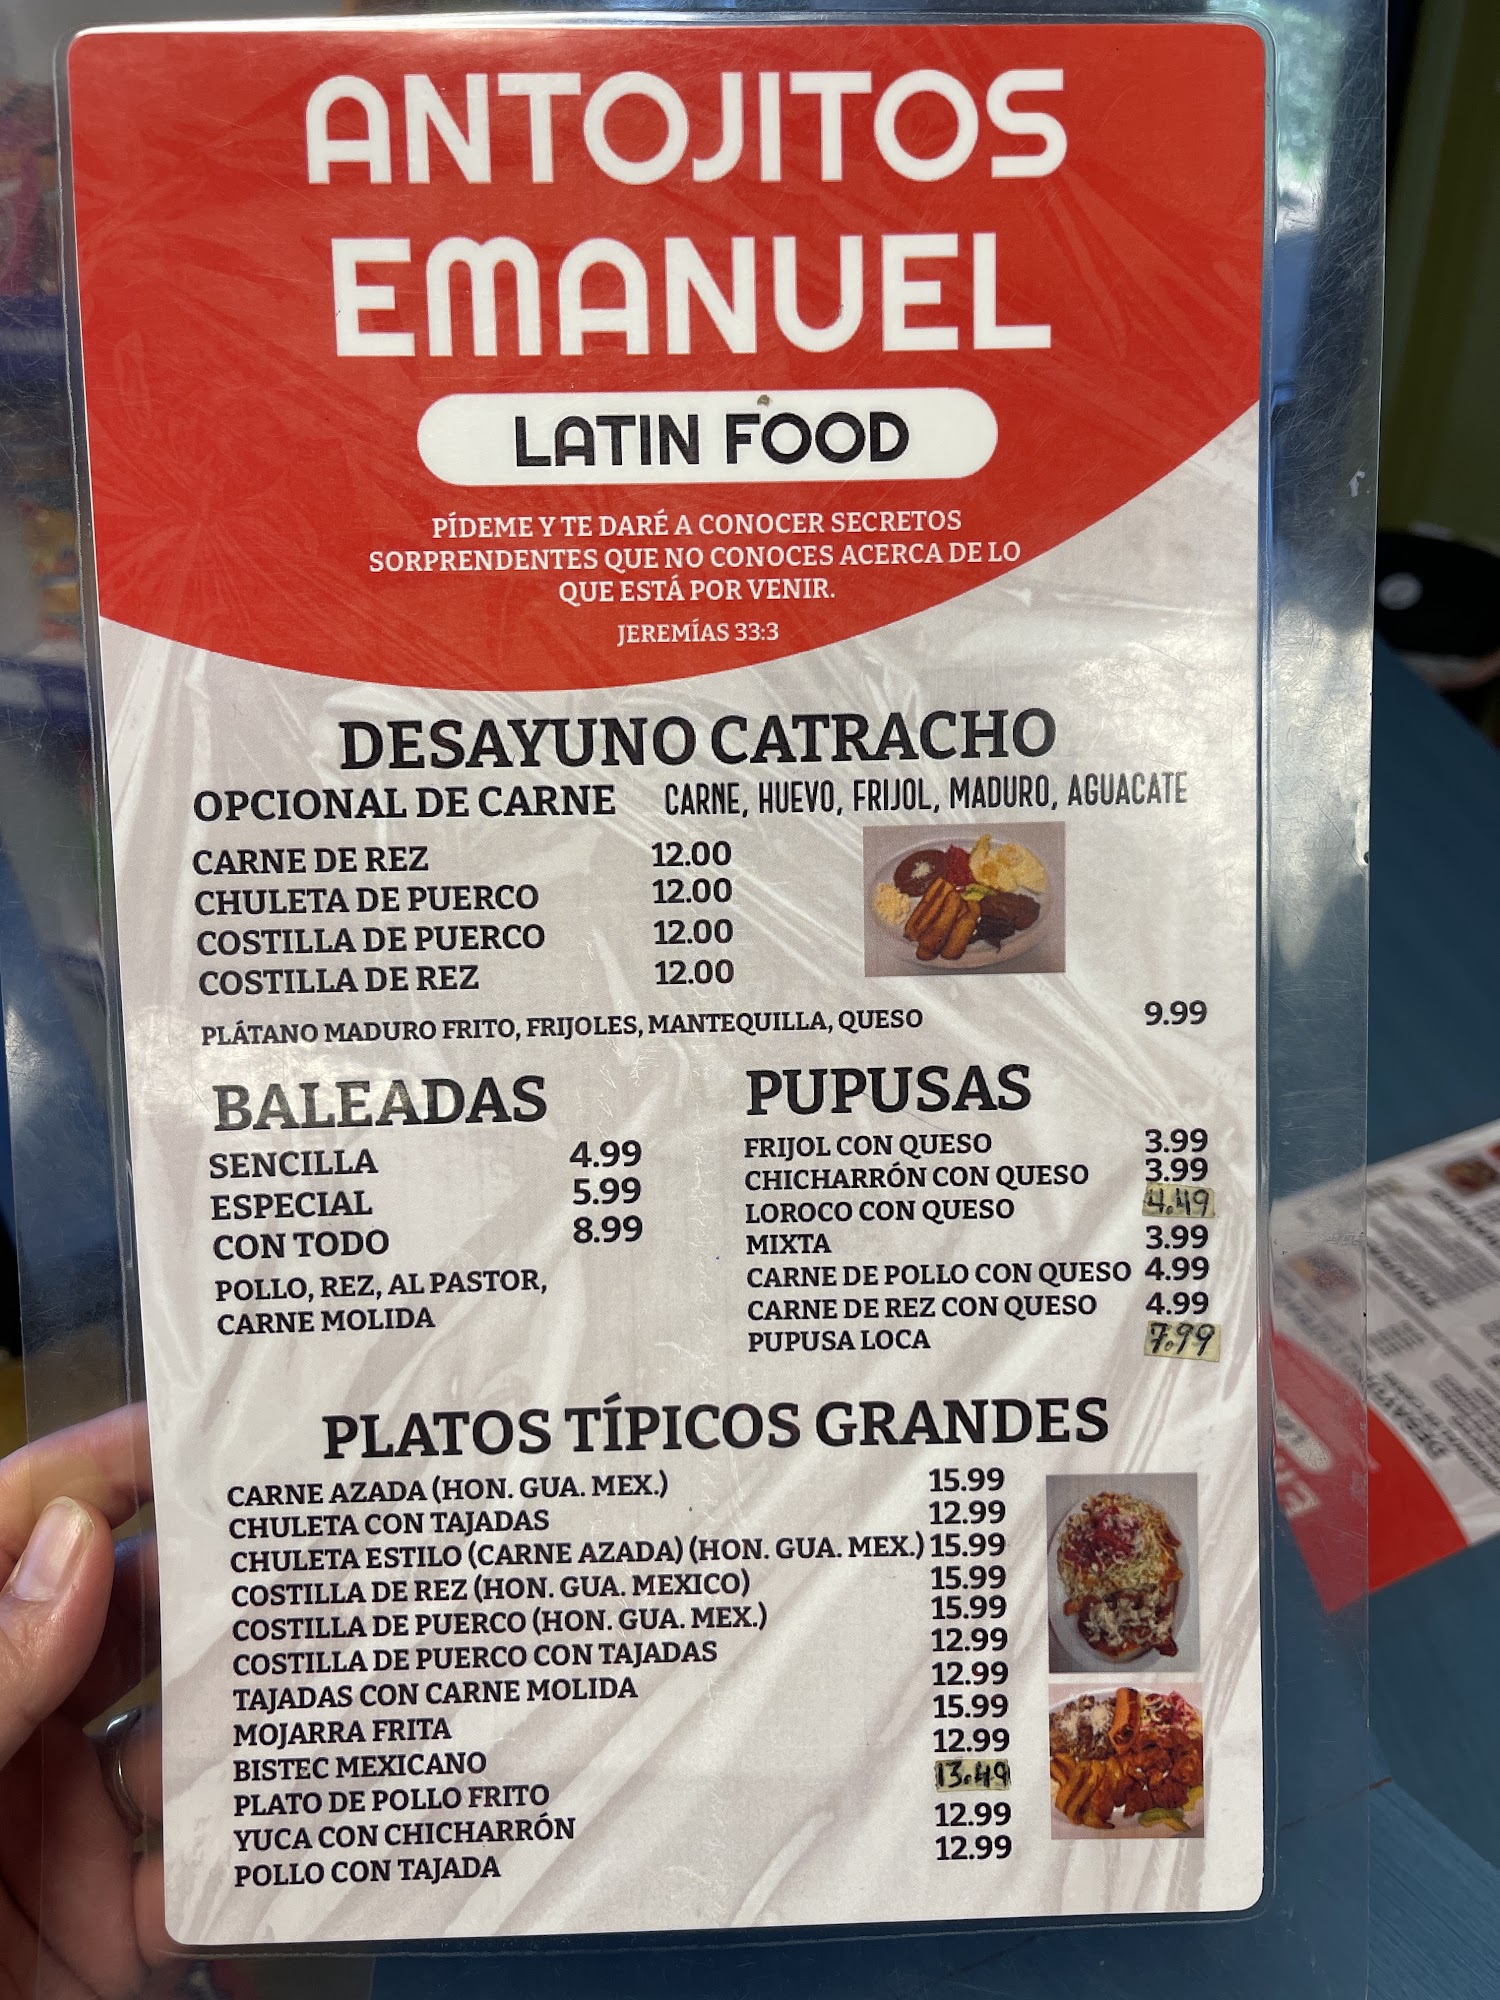 ANTOJITOS
EMANUEL
LATIN FOOD
PÍDEME Y TE DARÉ A CONOCER SECRETOS
SORPRENDENTES QUE NO CONOCES ACERCA DE LO
QUE ESTÁ POR VENIR.
JEREMÍAS 33:3
DESAYUNO CATRACHO
OPCIONAL DE CARNE CARNE, HUEVO, FRIJOL, MADURO, AGUACATE
CARNE DE REZ 12.00
CHULETA DE PUERCO 12.00
COSTILLA DE PUERCO 12.00
COSTILLA DE REZ 12.00
PLÁTANO MADURO FRITO, FRIJOLES, MANTEQUILLA, QUESO 9.99
BALEADAS
SENCILLA 4.99
ESPECIAL 5.99
CON TODO 8.99
POLLO, REZ, AL PASTOR,
CARNE MOLIDA
PUPUSAS
FRIJOL CON QUESO 3.99
CHICHARRÓN CON QUESO 3.99
LOROCO CON QUESO 4.49
MIXTA 3.99
CARNE DE POLLO CON QUESO 4.99
CARNE DE REZ CON QUESO 4.99
PUPUSA LOCA 7.99
PLATOS TÍPICOS GRANDES
CARNE AZADA (HON. GUA. MEX.) 15.99
CHULETA CON TAJADAS 12.99
CHULETA ESTILO (CARNE AZADA) (HON. GUA. MEX.) 15.99
COSTILLA DE REZ (HON. GUA. MEXICO) 15.99
COSTILLA DE PUERCO (HON. GUA. MEX.) 15.99
COSTILLA DE PUERCO CON TAJADAS 12.99
TAJADAS CON CARNE MOLIDA 12.99
MOJARRA FRITA 15.99
BISTEC MEXICANO 12.99
PLATO DE POLLO FRITO 13.49
YUCA CON CHICHARRÓN 12.99
POLLO CON TAJADA 12.99